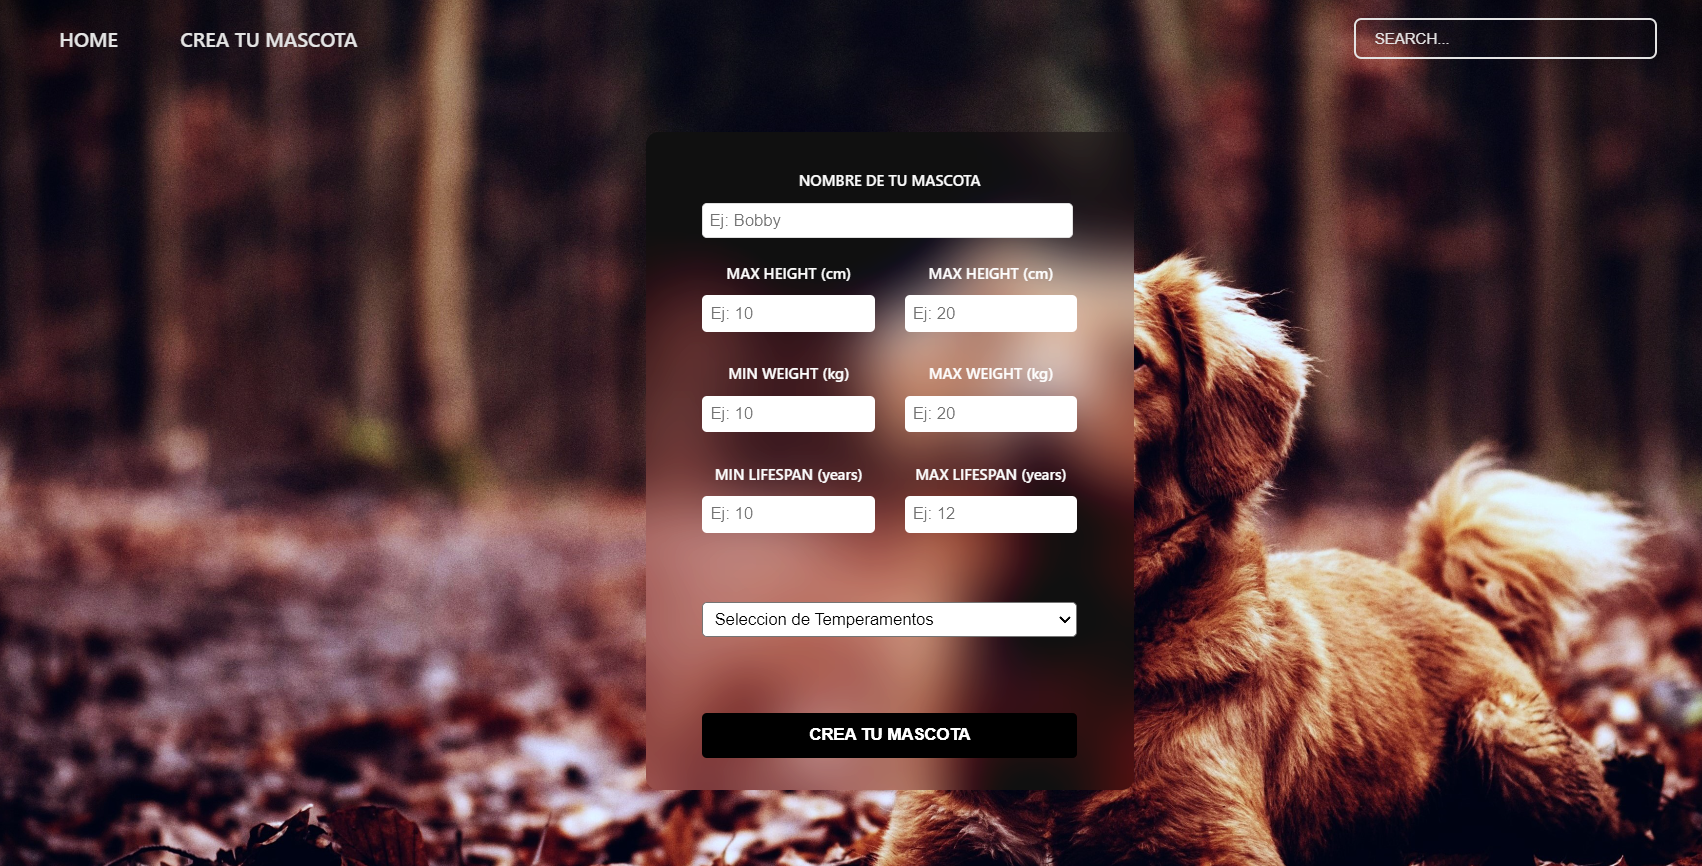 HOME CREA TU MASCOTA SEARCH...
NOMBRE DE TU MASCOTA
Ej: Bobby
MAX HEIGHT (cm) MAX HEIGHT (cm)
Ej: 10 Ej: 20
MIN WEIGHT (kg) MAX WEIGHT (kg)
Ej: 10 Ej: 20
MIN LIFESPAN (years) MAX LIFESPAN (years)
Ej: 10 Ej: 12
Seleccion de Temperamentos
CREA TU MASCOTA